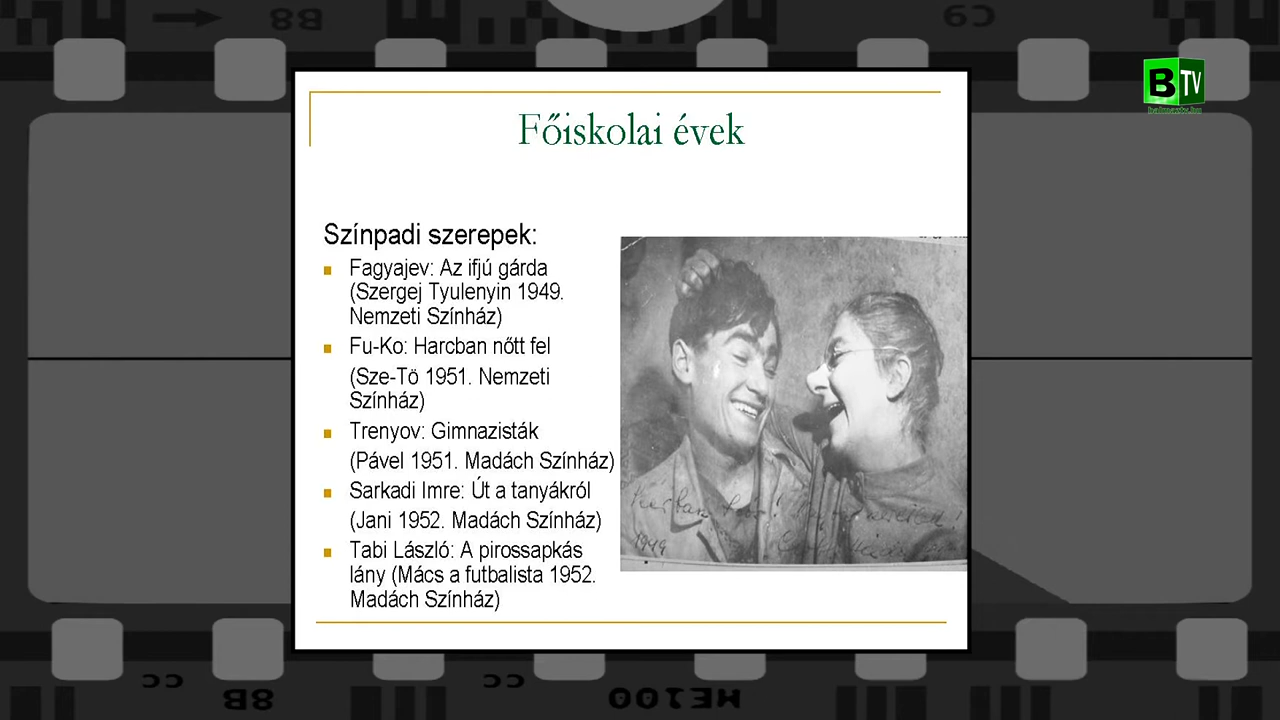 B TV
Főiskolai évek
Színpadi szerepek:
Fagyajev: Az ifjú gárda
(Szergej Tyulenyin 1949.
Nemzeti Színház)
Fu-Ko: Harcban nőtt fel
(Sze-Tö 1951. Nemzeti
Színház)
Trenyov: Gimnazisták
(Pável 1951. Madách Színház)
Sarkadi Imre: Út a tanyákról
(Jani 1952. Madách Színház)
Tabi László: A pirossapkás
lány (Mács a futbalista 1952.
Madách Színház)
1949